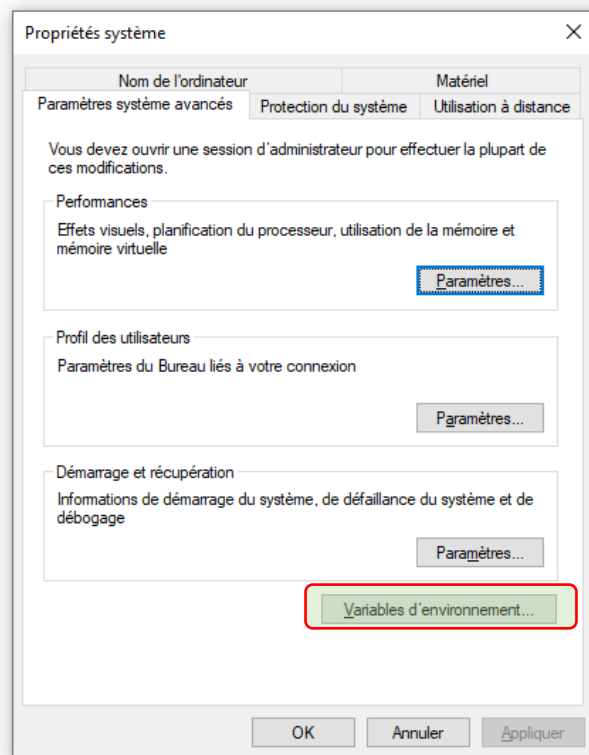 Propriétés système
Nom de l'ordinateur
Matériel
Paramètres système avancés
Protection du système
Utilisation à distance
Vous devez ouvrir une session d'administrateur pour effectuer la plupart de
ces modifications.
Performances
Effets visuels, planification du processeur, utilisation de la mémoire et
mémoire virtuelle
Paramètres...
Profil des utilisateurs
Paramètres du Bureau liés à votre connexion
Paramètres...
Démarrage et récupération
Informations de démarrage du système, de défaillance du système et de
débogage
Paramètres...
Variables d'environnement...
OK
Annuler
Appliquer